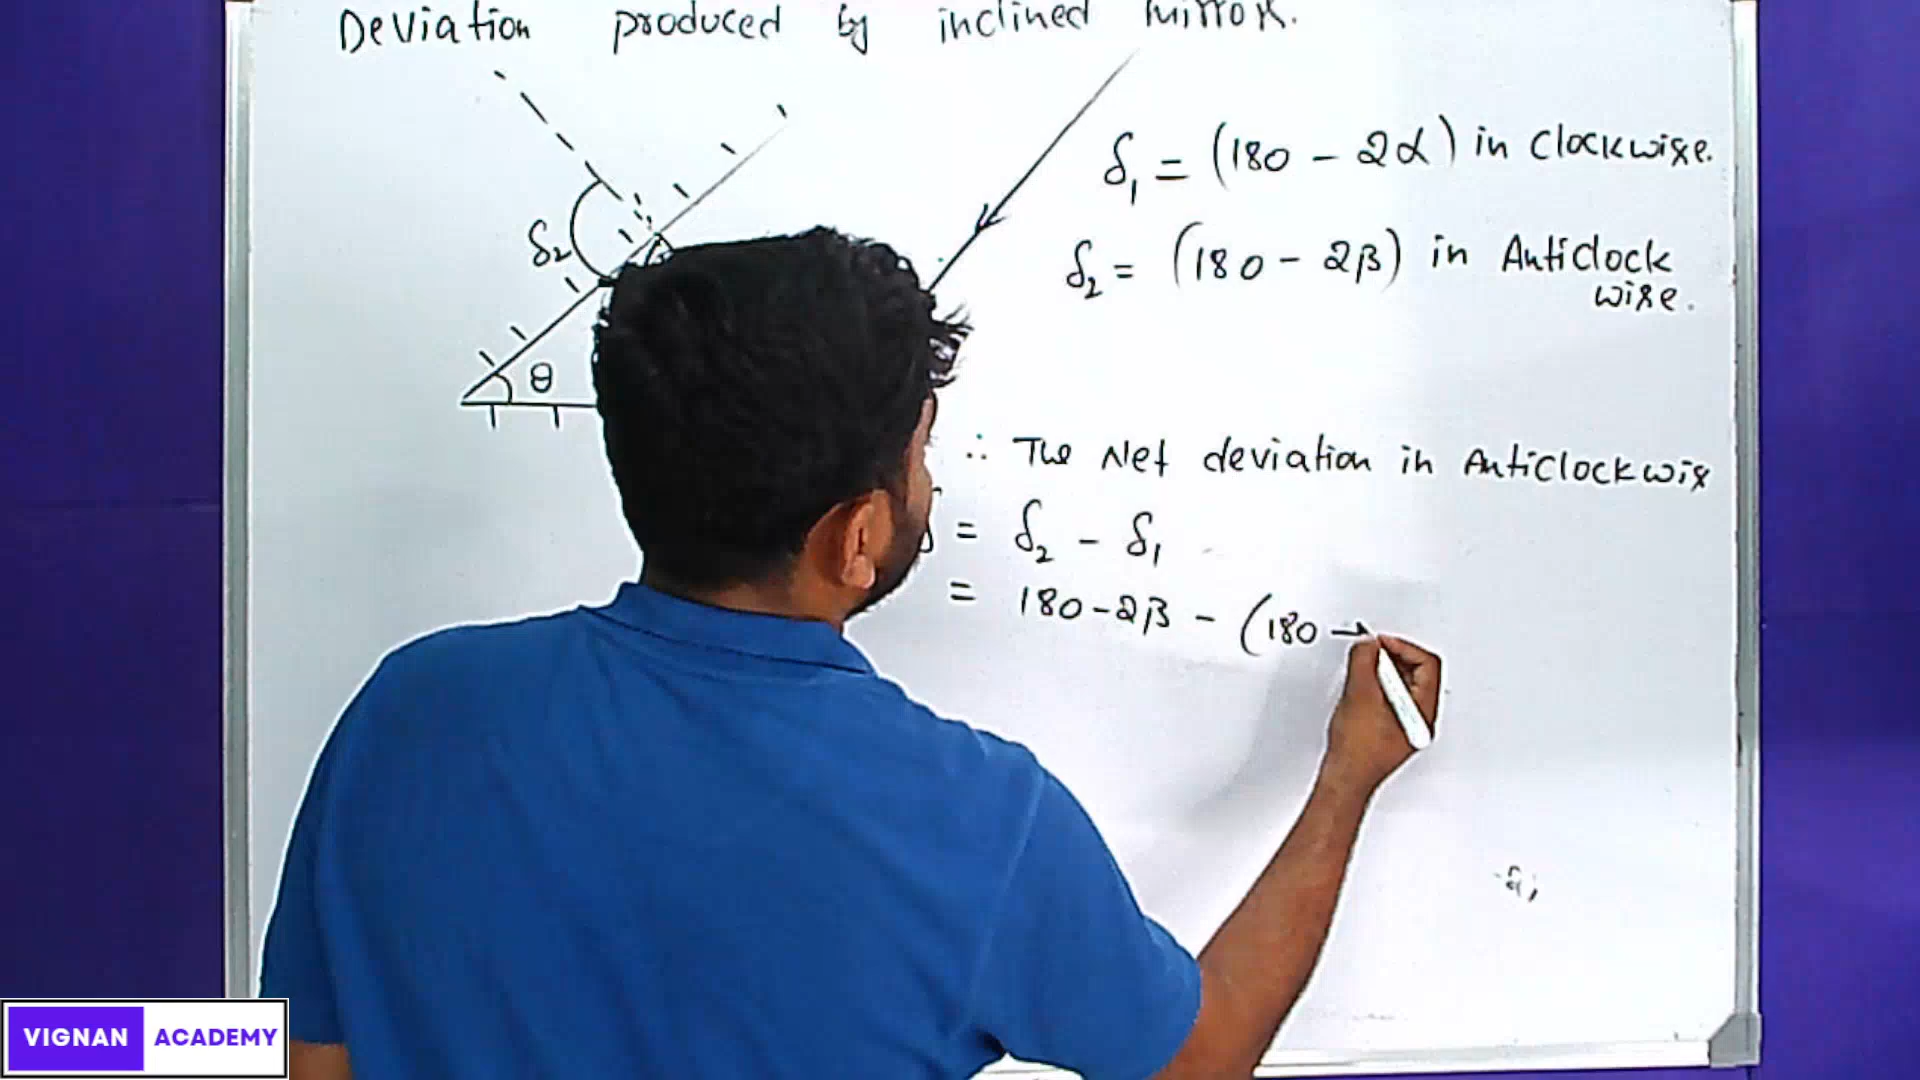 Deviation produced by inclined mirror.
δ₁ = (180 - 2α) in clockwise.
δ₂ = (180 - 2β) in Anticlock
wise.
δ₂
θ
∴ The Net deviation in Anticlockwis
δ = δ₂ - δ₁
= 180 - 2β - (180 -
VIGNAN ACADEMY